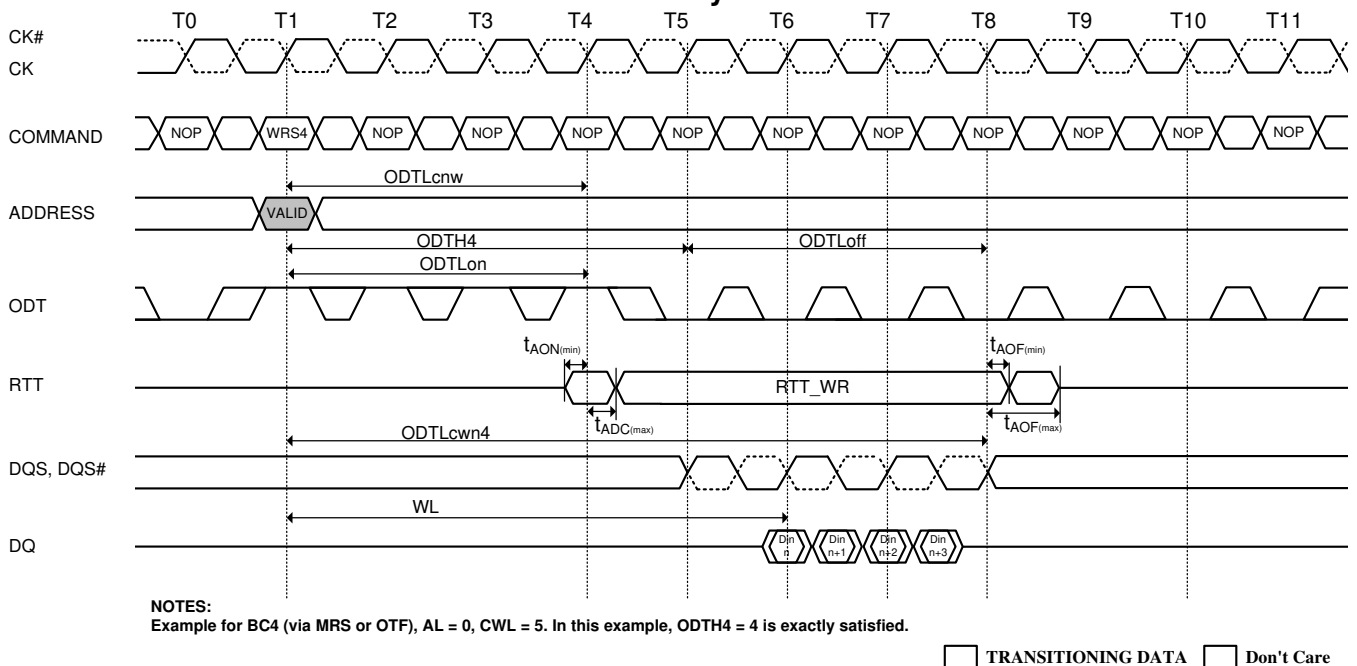 T0 T1 T2 T3 T4 T5 T6 T7 T8 T9 T10 T11
CK#
CK
COMMAND NOP WRS4 NOP NOP NOP NOP NOP NOP NOP NOP NOP NOP
ODTLcnw
ADDRESS VALID
ODTH4 ODTLoff
ODTLon
ODT
tAON(min) tAOF(min)
RTT RTT_WR
tADC(max) tAOF(max)
ODTLcwn4
DQS, DQS#
WL
DQ Din n Din n+1 Din n+2 Din n+3
NOTES:
Example for BC4 (via MRS or OTF), AL = 0, CWL = 5. In this example, ODTH4 = 4 is exactly satisfied.
TRANSITIONING DATA Don't Care